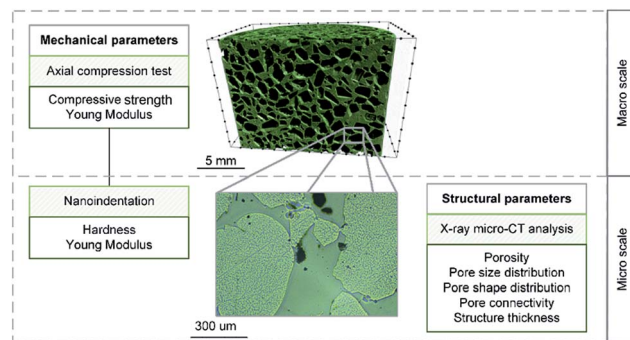 Mechanical parameters
Axial compression test
Compressive strength
Young Modulus
5 mm
Macro scale
Nanoindentation
Hardness
Young Modulus
Structural parameters
X-ray micro-CT analysis
Porosity
Pore size distribution
Pore shape distribution
Pore connectivity
Structure thickness
300 um
Micro scale